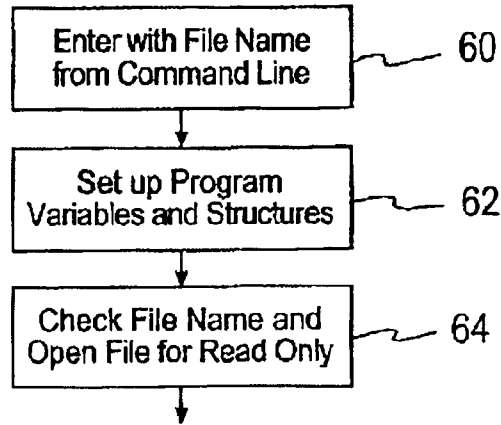 Enter with File Name
from Command Line
60
Set up Program
Variables and Structures
62
Check File Name and
Open File for Read Only
64